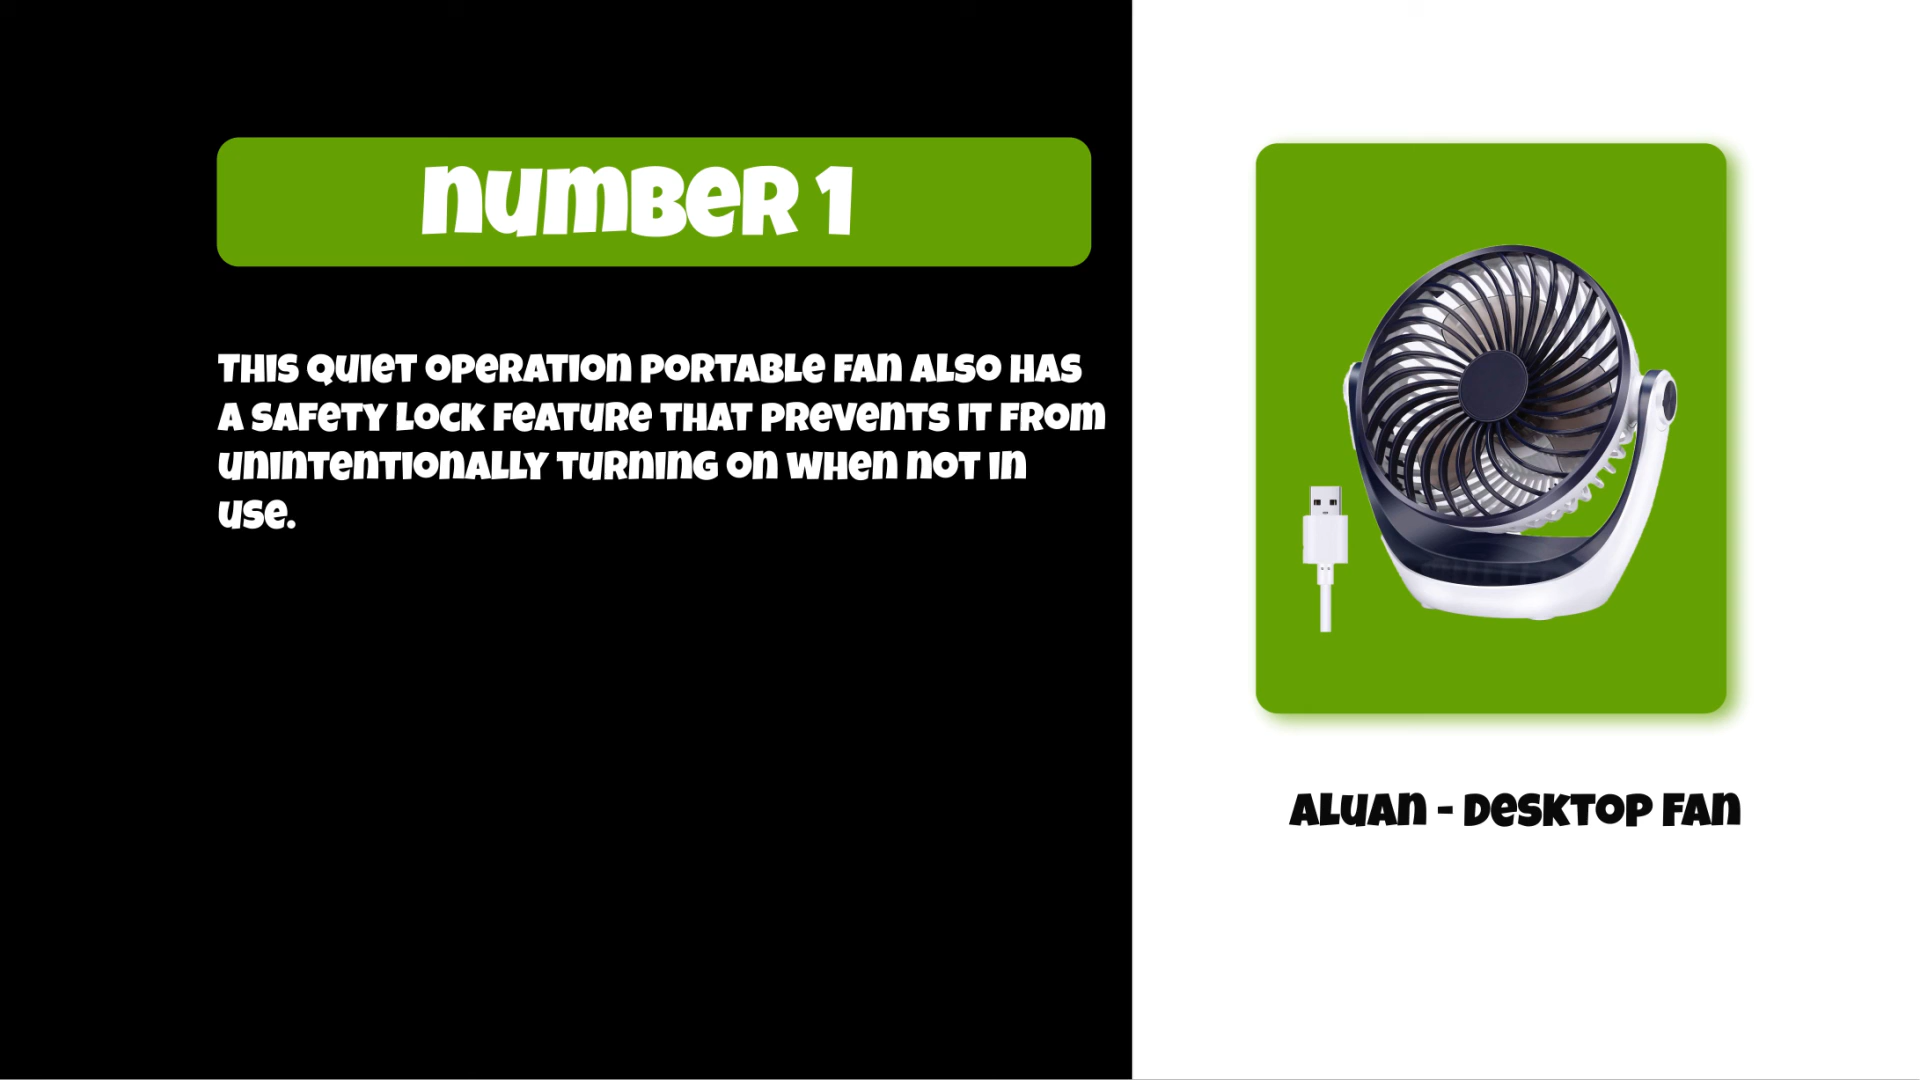 number 1
THIS QUIET OPERATION PORTABLE FAN ALSO HAS
A SAFETY LOCK FEATURE THAT PREVENTS IT FROM
UNINTENTIONALLY TURNING ON WHEN NOT IN
USE.
ALUAN - DESKTOP FAN